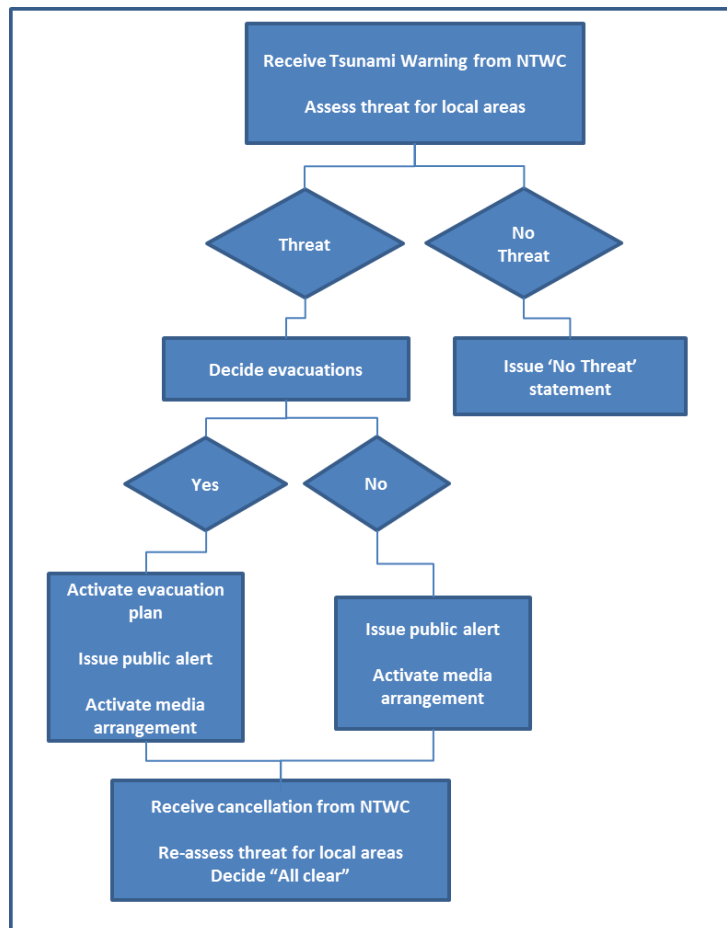 Receive Tsunami Warning from NTWC
Assess threat for local areas
Threat
No
Threat
Decide evacuations
Issue ‘No Threat’
statement
Yes
No
Activate evacuation
plan
Issue public alert
Activate media
arrangement
Issue public alert
Activate media
arrangement
Receive cancellation from NTWC
Re-assess threat for local areas
Decide “All clear”